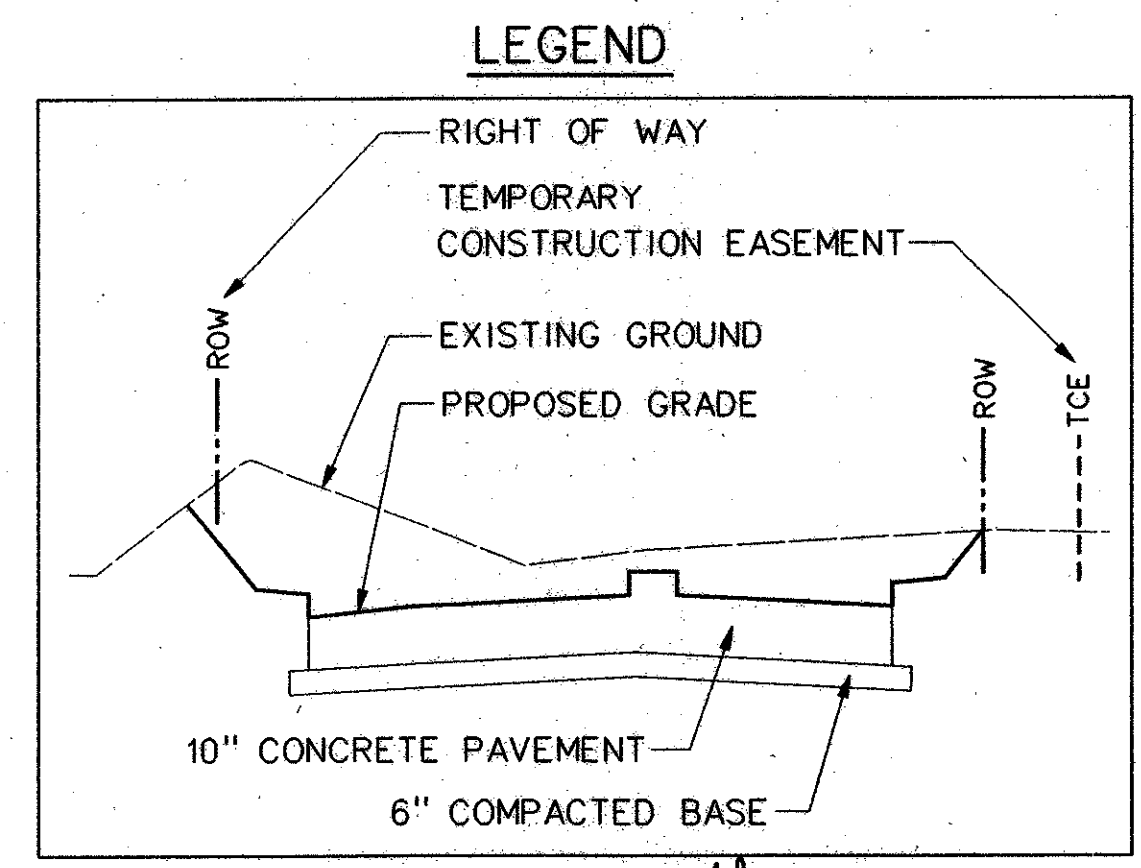 LEGEND
RIGHT OF WAY
TEMPORARY
CONSTRUCTION EASEMENT
ROW
EXISTING GROUND
ROW
TCE
PROPOSED GRADE
10" CONCRETE PAVEMENT
6" COMPACTED BASE